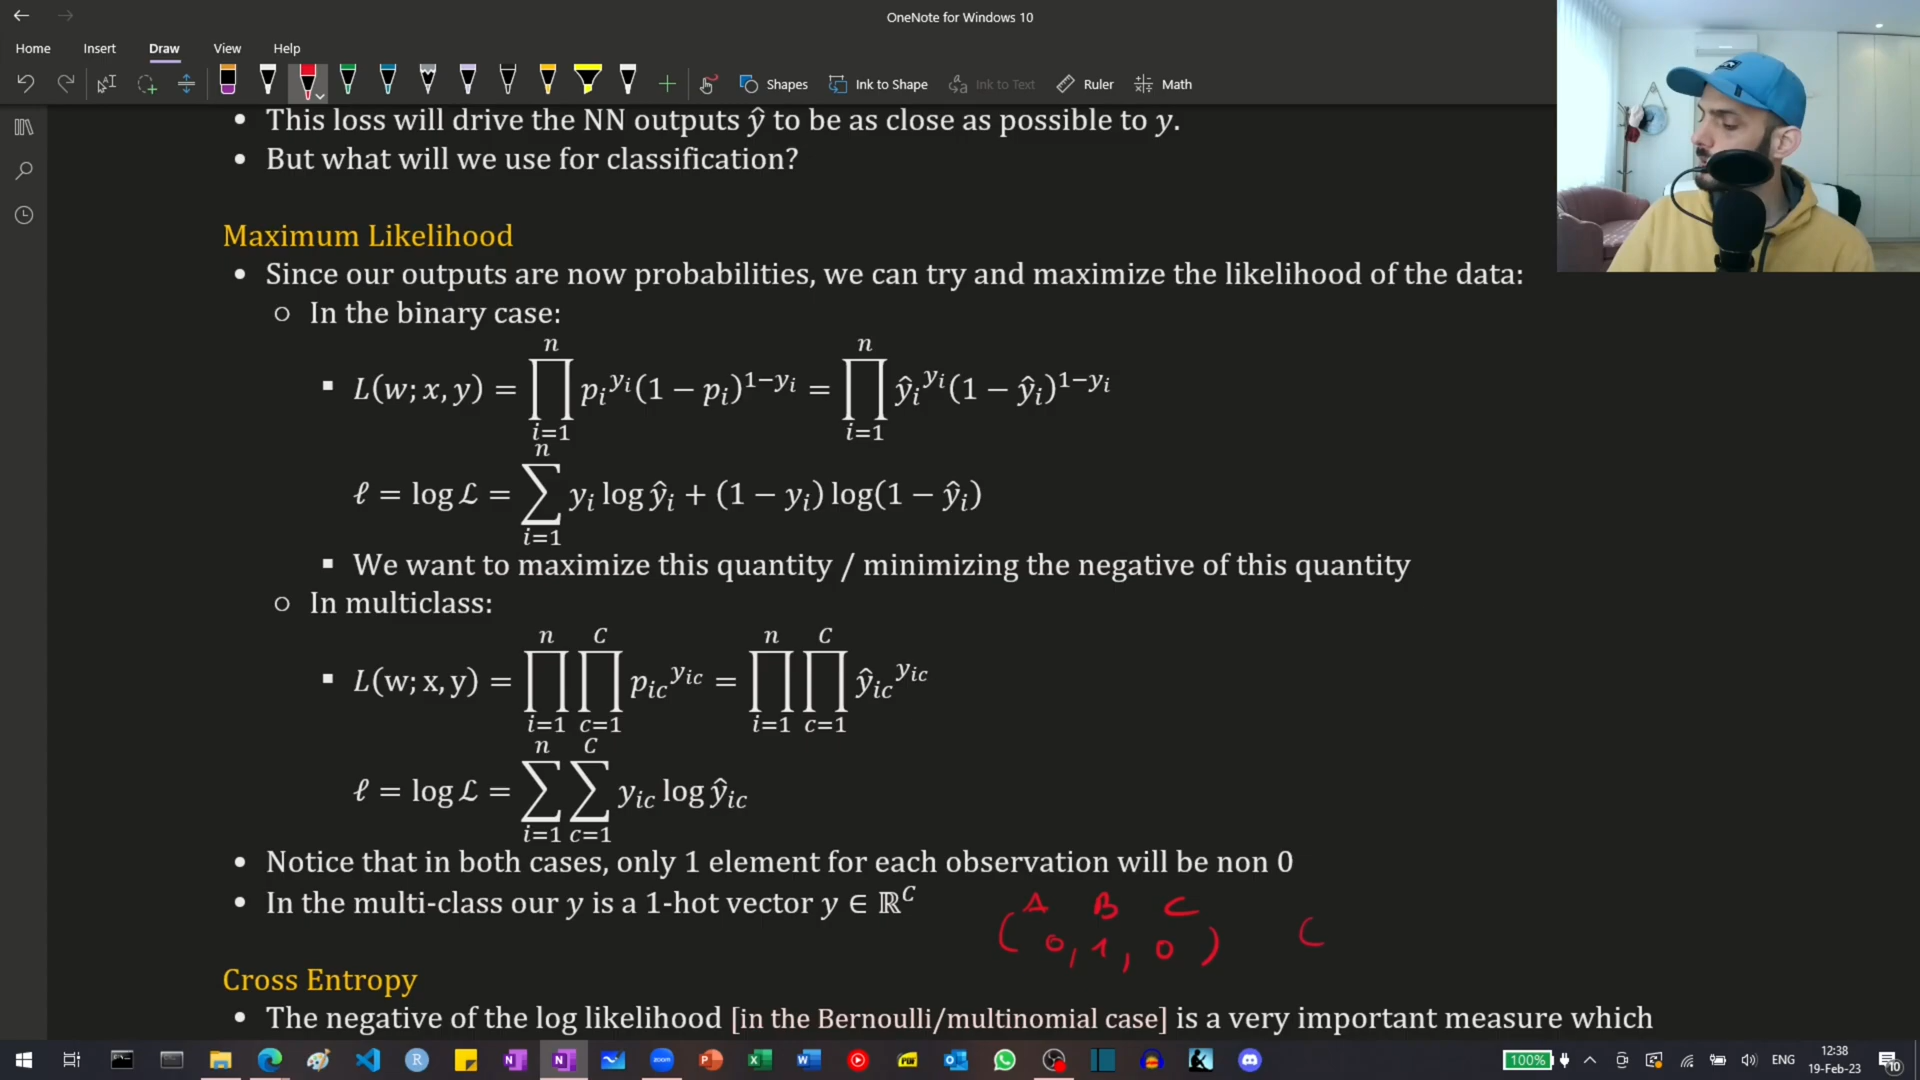 OneNote for Windows 10
Home Insert Draw View Help
Shapes Ink to Shape Ink to Text Ruler Math
• This loss will drive the NN outputs ŷ to be as close as possible to y.
• But what will we use for classification?
Maximum Likelihood
• Since our outputs are now probabilities, we can try and maximize the likelihood of the data:
○ In the binary case:
▪ L(w; x, y) = ∏_{i=1}^{n} p_i^{y_i}(1 − p_i)^{1−y_i} = ∏_{i=1}^{n} ŷ_i^{y_i}(1 − ŷ_i)^{1−y_i}
ℓ = log ℒ = ∑_{i=1}^{n} y_i log ŷ_i + (1 − y_i) log(1 − ŷ_i)
▪ We want to maximize this quantity / minimizing the negative of this quantity
○ In multiclass:
▪ L(w; x, y) = ∏_{i=1}^{n} ∏_{c=1}^{C} p_{ic}^{y_{ic}} = ∏_{i=1}^{n} ∏_{c=1}^{C} ŷ_{ic}^{y_{ic}}
ℓ = log ℒ = ∑_{i=1}^{n} ∑_{c=1}^{C} y_{ic} log ŷ_{ic}
• Notice that in both cases, only 1 element for each observation will be non 0
• In the multi-class our y is a 1-hot vector y ∈ ℝ^C
A B C
(0, 1, 0) (
Cross Entropy
• The negative of the log likelihood [in the Bernoulli/multinomial case] is a very important measure which
100% ENG 12:38
19-Feb-23
10